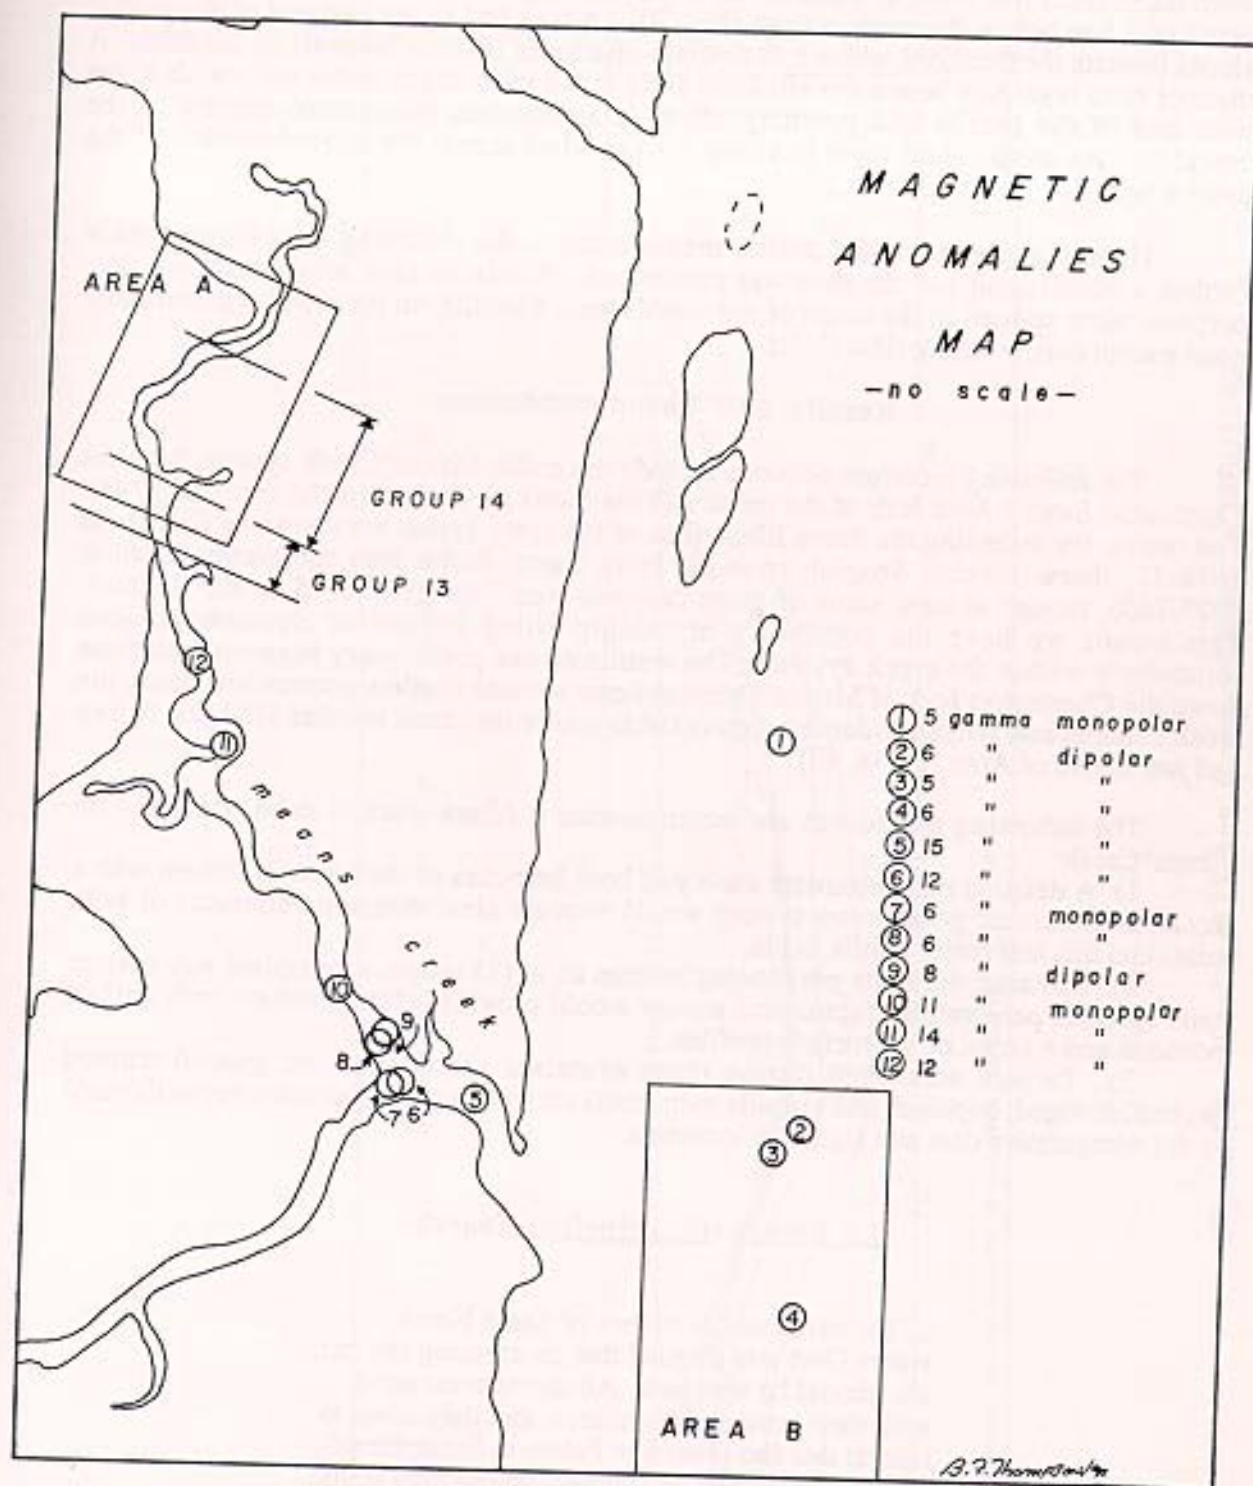 MAGNETIC
ANOMALIES
MAP
—no scale—
AREA A
GROUP 14
GROUP 13
12
11
means creek
10
9
8
7 6
5
1
① 5 gamma monopolar
② 6 " dipolar
③ 5 " "
④ 6 " "
⑤ 15 " "
⑥ 12 " "
⑦ 6 " monopolar
⑧ 6 " "
⑨ 8 " dipolar
⑩ 11 " monopolar
⑪ 14 " "
⑫ 12 " "
2
3
4
AREA B
B.F. Thompson